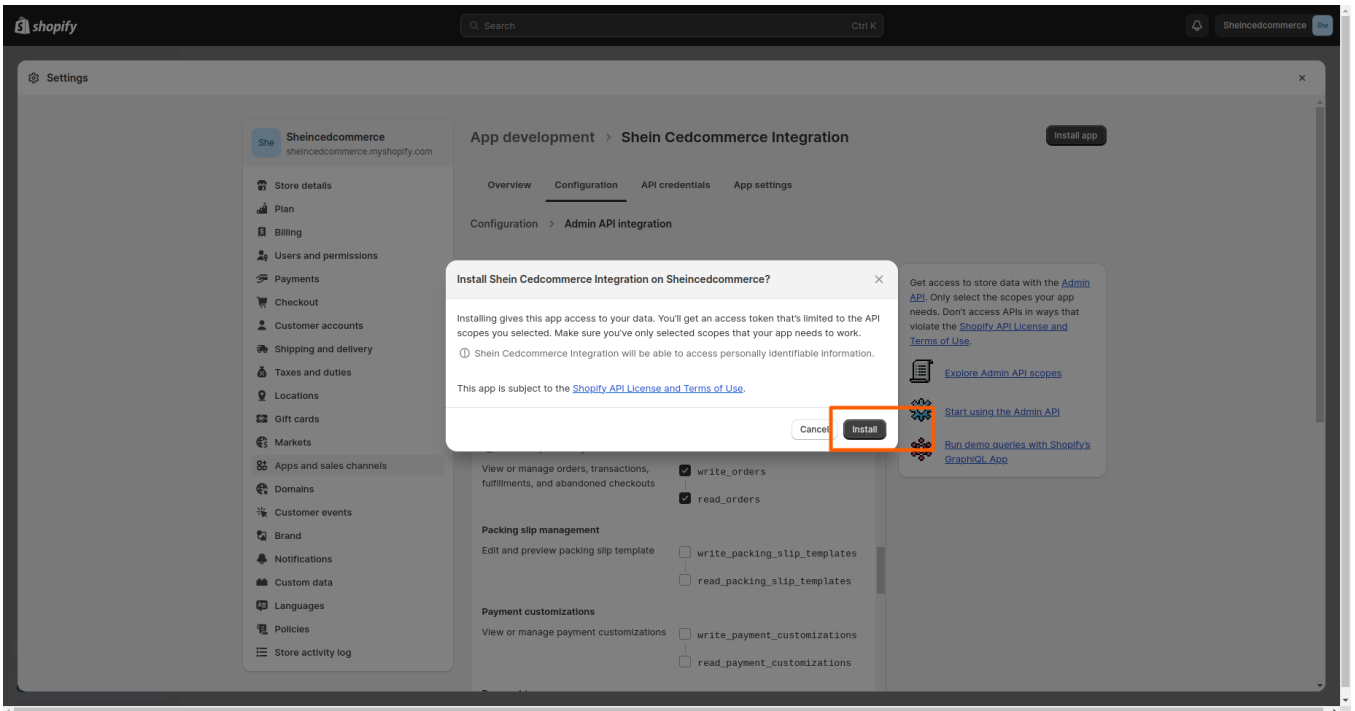 shopify
Search
Ctrl K
Sheincedcommerce
She
Settings
She
Sheincedcommerce
sheincedcommerce.myshopify.com
Store details
Plan
Billing
Users and permissions
Payments
Checkout
Customer accounts
Shipping and delivery
Taxes and duties
Locations
Gift cards
Markets
Apps and sales channels
Domains
Customer events
Brand
Notifications
Custom data
Languages
Policies
Store activity log
App development > Shein Cedcommerce Integration
Install app
Overview Configuration API credentials App settings
Configuration > Admin API integration
Install Shein Cedcommerce Integration on Sheincedcommerce?
Installing gives this app access to your data. You'll get an access token that's limited to the API
scopes you selected. Make sure you've only selected scopes that your app needs to work.
Shein Cedcommerce Integration will be able to access personally identifiable information.
This app is subject to the Shopify API License and Terms of Use.
Cancel
Install
View or manage orders, transactions,
fulfillments, and abandoned checkouts
write_orders
read_orders
Packing slip management
Edit and preview packing slip template
write_packing_slip_templates
read_packing_slip_templates
Payment customizations
View or manage payment customizations
write_payment_customizations
read_payment_customizations
Get access to store data with the Admin
API. Only select the scopes your app
needs. Don't access APIs in ways that
violate the Shopify API License and
Terms of Use.
Explore Admin API scopes
Start using the Admin API
Run demo queries with Shopify's
GraphiQL App